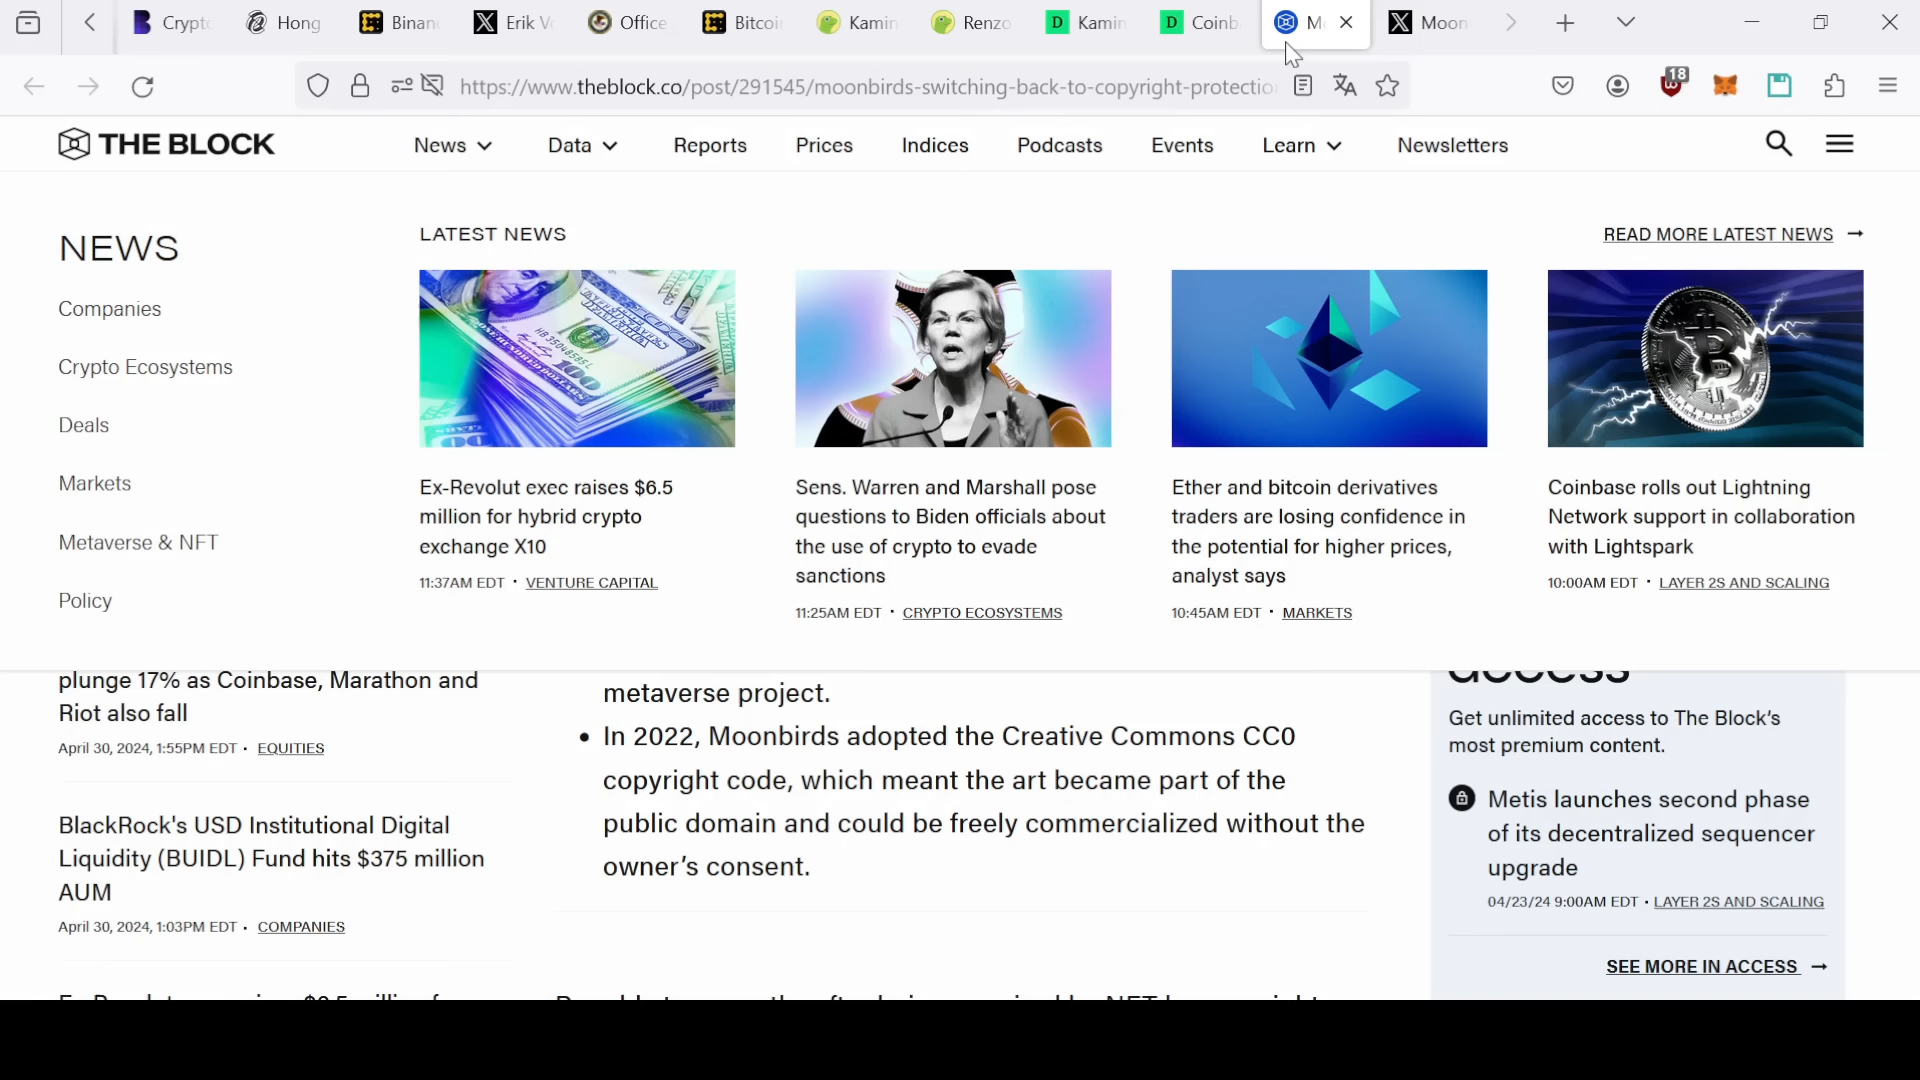 Crypto
Hong
Binan
Erik Vo
Office
Bitcoi
Kamin
Renzo
D
Kamin
D
Coinb
M
Moon
https://www.theblock.co/post/291545/moonbirds-switching-back-to-copyright-protectio
18
THE BLOCK
News
Data
Reports
Prices
Indices
Podcasts
Events
Learn
Newsletters
NEWS
Companies
Crypto Ecosystems
Deals
Markets
Metaverse & NFT
Policy
LATEST NEWS
READ MORE LATEST NEWS →
Ex-Revolut exec raises $6.5
million for hybrid crypto
exchange X10
11:37AM EDT • VENTURE CAPITAL
Sens. Warren and Marshall pose
questions to Biden officials about
the use of crypto to evade
sanctions
11:25AM EDT • CRYPTO ECOSYSTEMS
Ether and bitcoin derivatives
traders are losing confidence in
the potential for higher prices,
analyst says
10:45AM EDT • MARKETS
Coinbase rolls out Lightning
Network support in collaboration
with Lightspark
10:00AM EDT • LAYER 2S AND SCALING
plunge 17% as Coinbase, Marathon and
Riot also fall
April 30, 2024, 1:55PM EDT • EQUITIES
BlackRock's USD Institutional Digital
Liquidity (BUIDL) Fund hits $375 million
AUM
April 30, 2024, 1:03PM EDT • COMPANIES
metaverse project.
• In 2022, Moonbirds adopted the Creative Commons CC0
copyright code, which meant the art became part of the
public domain and could be freely commercialized without the
owner's consent.
access
Get unlimited access to The Block's
most premium content.
Metis launches second phase
of its decentralized sequencer
upgrade
04/23/24 9:00AM EDT • LAYER 2S AND SCALING
SEE MORE IN ACCESS →